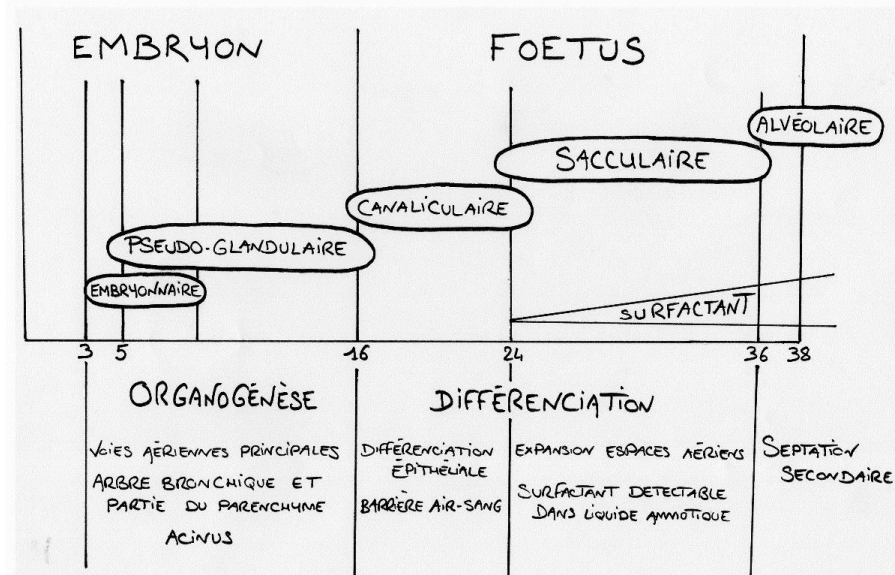 EMBRYON
FOETUS
ALVÉOLAIRE
SACCULAIRE
CANALICULAIRE
PSEUDO-GLANDULAIRE
EMBRYONNAIRE
SURFACTANT
3 5 16 24 36 38
ORGANOGÉNÈSE
VOIES AÉRIENNES PRINCIPALES
ARBRE BRONCHIQUE ET
PARTIE DU PARENCHYME
ACINUS
DIFFÉRENCIATION
DIFFÉRENCIATION
ÉPITHÉLIALE
BARRIÈRE AIR-SANG
EXPANSION ESPACES AÉRIENS
SURFACTANT DETECTABLE
DANS LIQUIDE AMNIOTIQUE
SEPTATION
SECONDAIRE